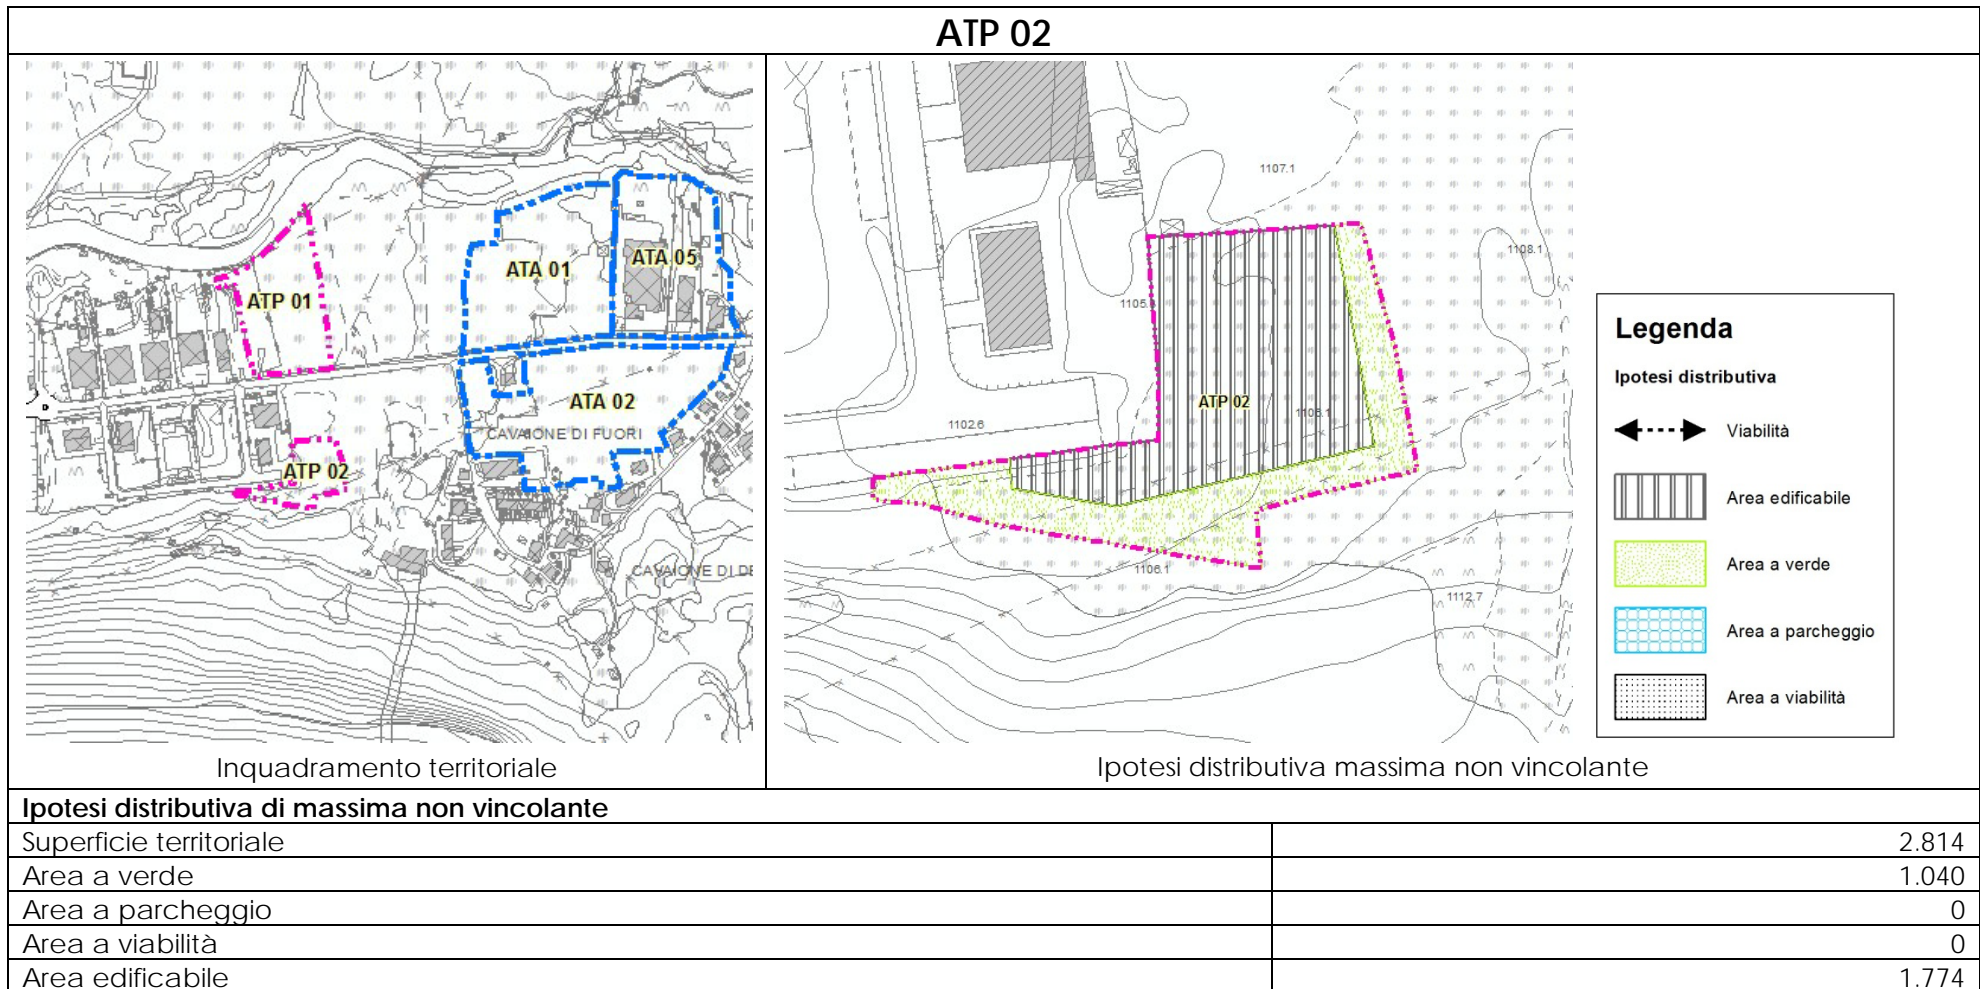 ATP 02
ATA 01
ATA 05
ATP 01
ATA 02
CAVAIONE DI FUORI
ATP 02
CAVAIONE DI DE
Inquadramento territoriale
1107.1
1108.1
1105.
ATP 02
1106.1
1102.6
1106.1
1112.7
Legenda
Ipotesi distributiva
Viabilità
Area edificabile
Area a verde
Area a parcheggio
Area a viabilità
Ipotesi distributiva massima non vincolante
Ipotesi distributiva di massima non vincolante
Superficie territoriale 2.814
Area a verde 1.040
Area a parcheggio 0
Area a viabilità 0
Area edificabile 1.774